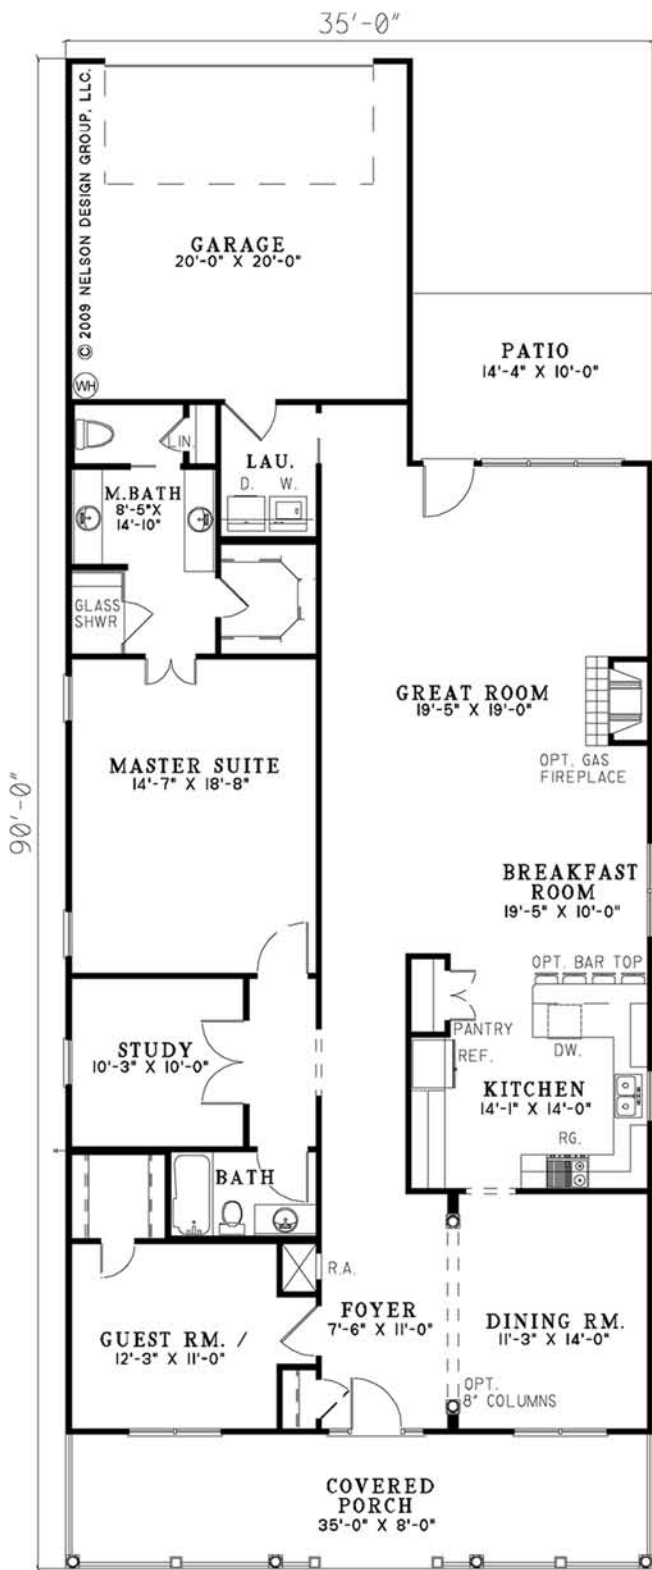 35'-0"
90'-0"
© 2009 NELSON DESIGN GROUP, LLC.
GARAGE
20'-0" X 20'-0"
WH
PATIO
14'-4" X 10'-0"
LIN.
LAU.
D. W.
M.BATH
8'-5"X
14'-10"
GLASS
SHWR
GREAT ROOM
19'-5" X 19'-0"
OPT. GAS
FIREPLACE
MASTER SUITE
14'-7" X 18'-8"
BREAKFAST
ROOM
19'-5" X 10'-0"
OPT. BAR TOP
PANTRY
REF.
DW.
STUDY
10'-3" X 10'-0"
KITCHEN
14'-1" X 14'-0"
RG.
BATH
R.A.
FOYER
7'-6" X 11'-0"
DINING RM.
11'-3" X 14'-0"
GUEST RM. /
12'-3" X 11'-0"
OPT.
8" COLUMNS
COVERED
PORCH
35'-0" X 8'-0"